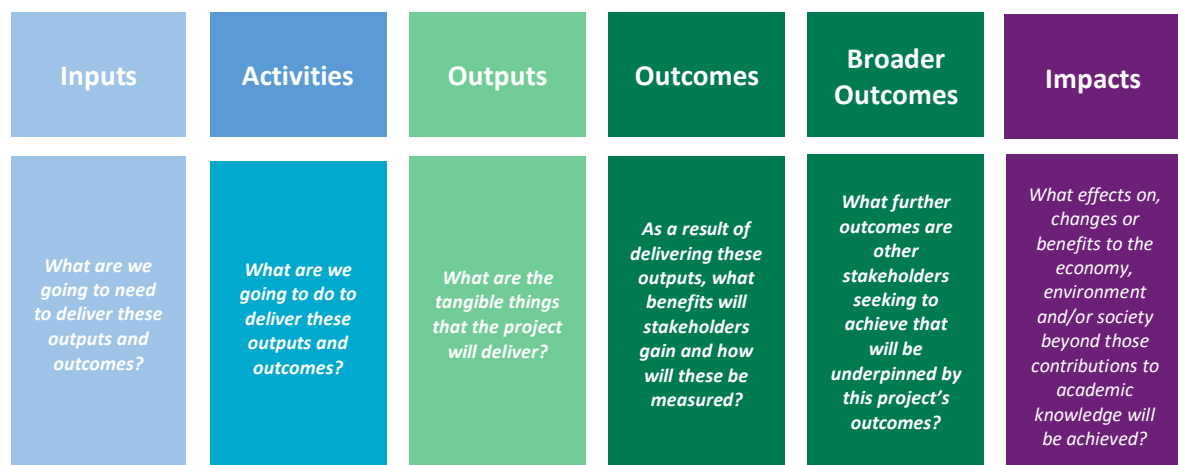 Inputs
Activities
Outputs
Outcomes
Broader
Outcomes
Impacts
What are we
going to need
to deliver these
outputs and
outcomes?
What are we
going to do to
deliver these
outputs and
outcomes?
What are the
tangible things
that the project
will deliver?
As a result of
delivering these
outputs, what
benefits will
stakeholders
gain and how
will these be
measured?
What further
outcomes are
other
stakeholders
seeking to
achieve that
will be
underpinned by
this project’s
outcomes?
What effects on,
changes or
benefits to the
economy,
environment
and/or society
beyond those
contributions to
academic
knowledge will
be achieved?